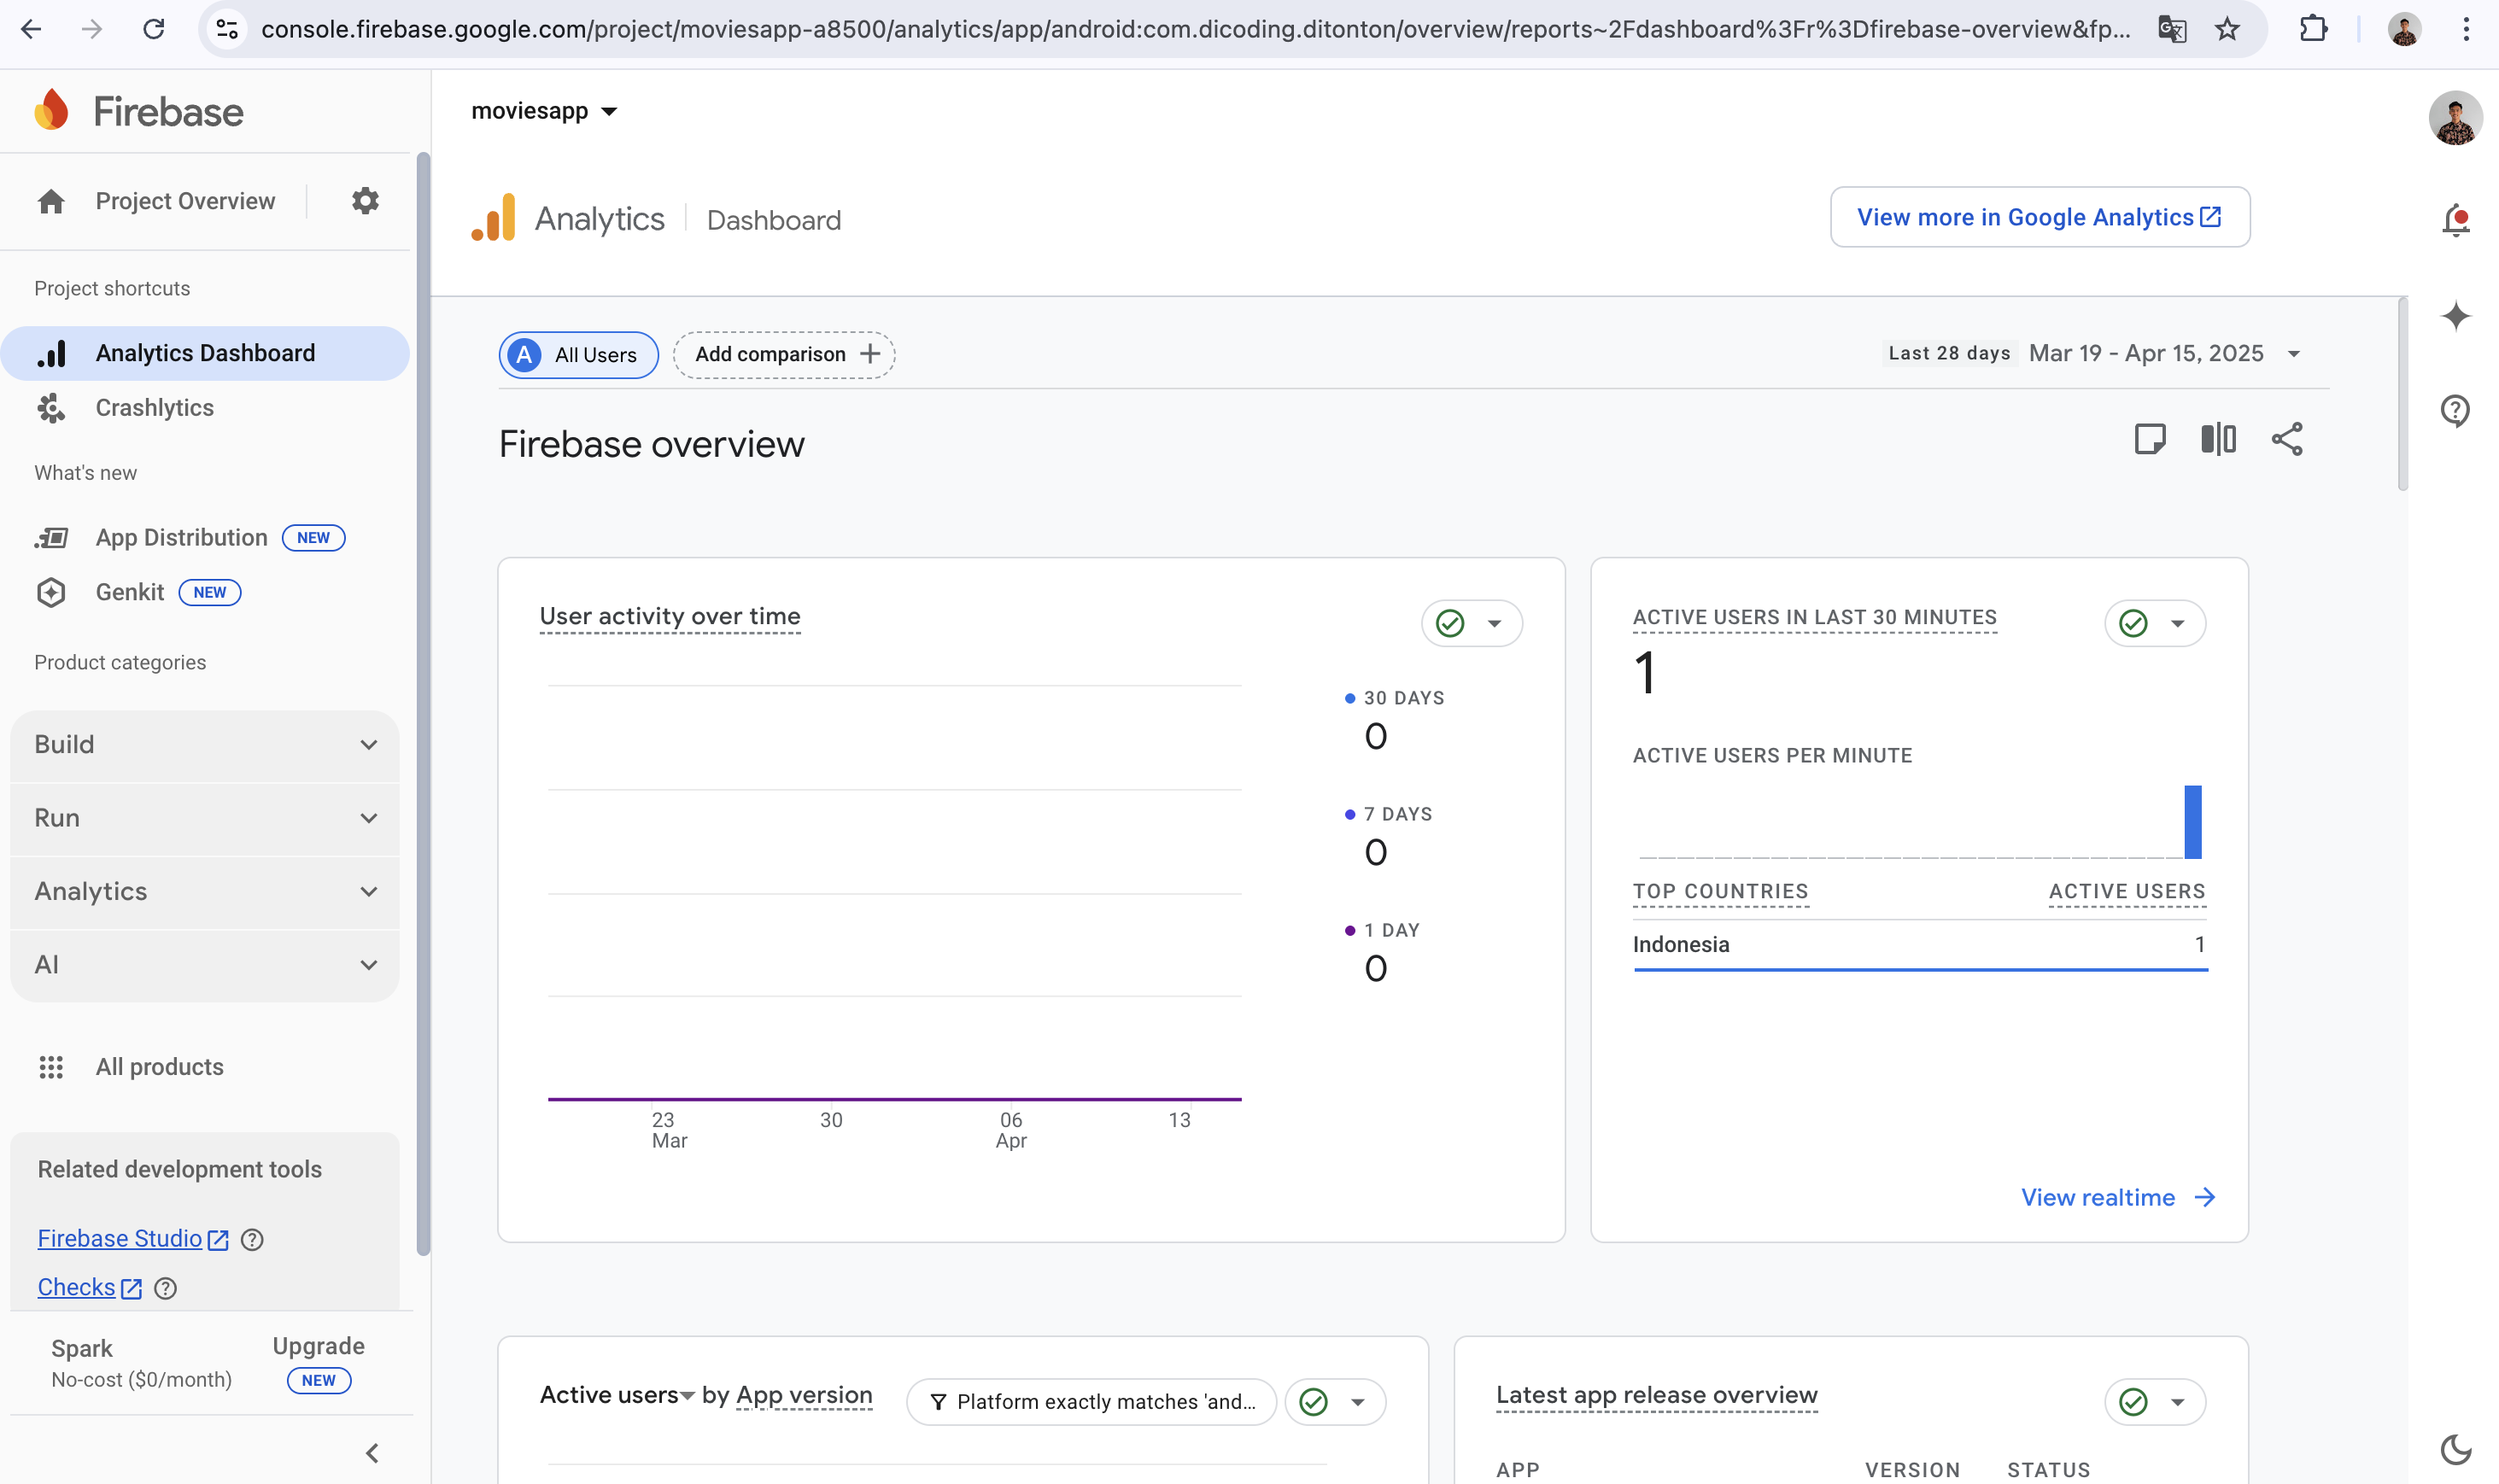 console.firebase.google.com/project/moviesapp-a8500/analytics/app/android:com.dicoding.ditonton/overview/reports~2Fdashboard%3Fr%3Dfirebase-overview&fp...
Firebase
Project Overview
Project shortcuts
Analytics Dashboard
Crashlytics
What's new
App Distribution NEW
Genkit NEW
Product categories
Build
Run
Analytics
AI
All products
Related development tools
Firebase Studio
Checks
Spark
No-cost ($0/month)
Upgrade
NEW
moviesapp
Analytics Dashboard
View more in Google Analytics
A All Users
Add comparison
Last 28 days Mar 19 - Apr 15, 2025
Firebase overview
User activity over time
30 DAYS
0
7 DAYS
0
1 DAY
0
23 30 06 13
Mar Apr
ACTIVE USERS IN LAST 30 MINUTES
1
ACTIVE USERS PER MINUTE
TOP COUNTRIES ACTIVE USERS
Indonesia 1
View realtime
Active users by App version
Platform exactly matches 'and...
Latest app release overview
APP VERSION STATUS